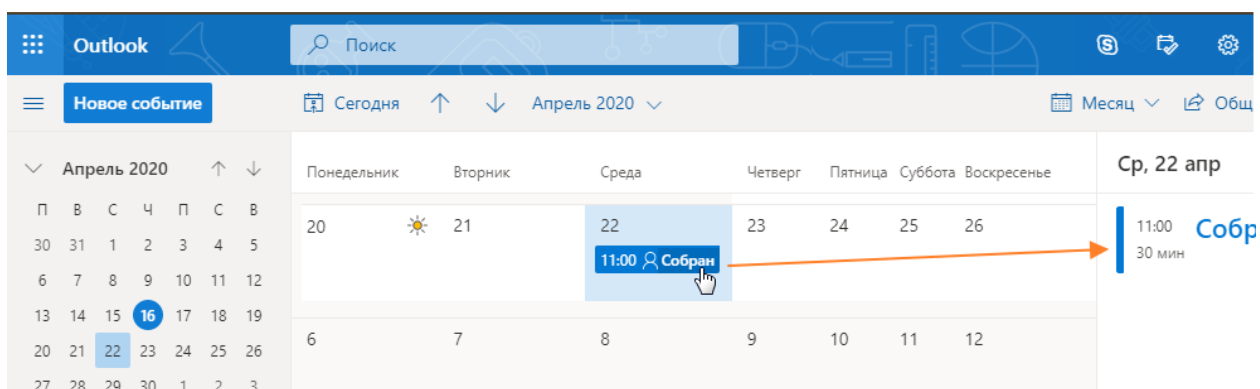 Outlook
Поиск
Новое событие
Сегодня
Апрель 2020
Месяц
Общ
Апрель 2020
П В С Ч П С В
30 31 1 2 3 4 5
6 7 8 9 10 11 12
13 14 15 16 17 18 19
20 21 22 23 24 25 26
27 28 29 30 1 2 3
Понедельник Вторник Среда Четверг Пятница Суббота Воскресенье
20 21 22 23 24 25 26
11:00 Собран
6 7 8 9 10 11 12
Ср, 22 апр
11:00 Собр
30 мин